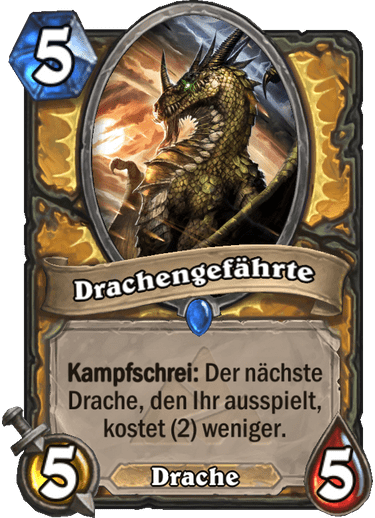 5
Drachengefährte
Kampfschrei: Der nächste
Drache, den Ihr ausspielt,
kostet (2) weniger.
5
Drache
5